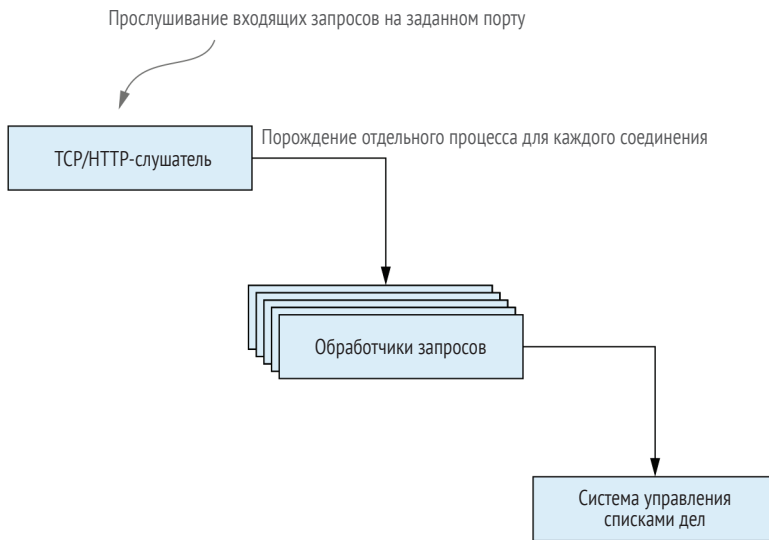 Прослушивание входящих запросов на заданном порту
TCP/HTTP-слушатель
Порождение отдельного процесса для каждого соединения
Обработчики запросов
Система управления
списками дел